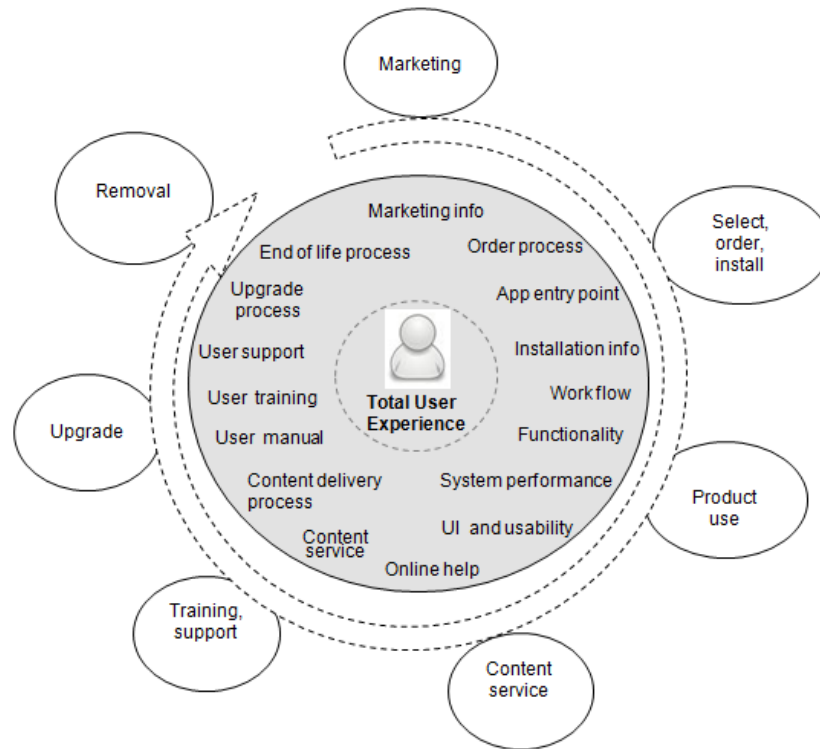 Marketing
Removal
Select,
order,
install
Marketing info
End of life process
Order process
Upgrade
process
App entry point
User support
Installation info
User training
Work flow
Total User
Experience
User manual
Functionality
Upgrade
Content delivery
process
System performance
Product
use
UI and usability
Content
service
Online help
Training,
support
Content
service